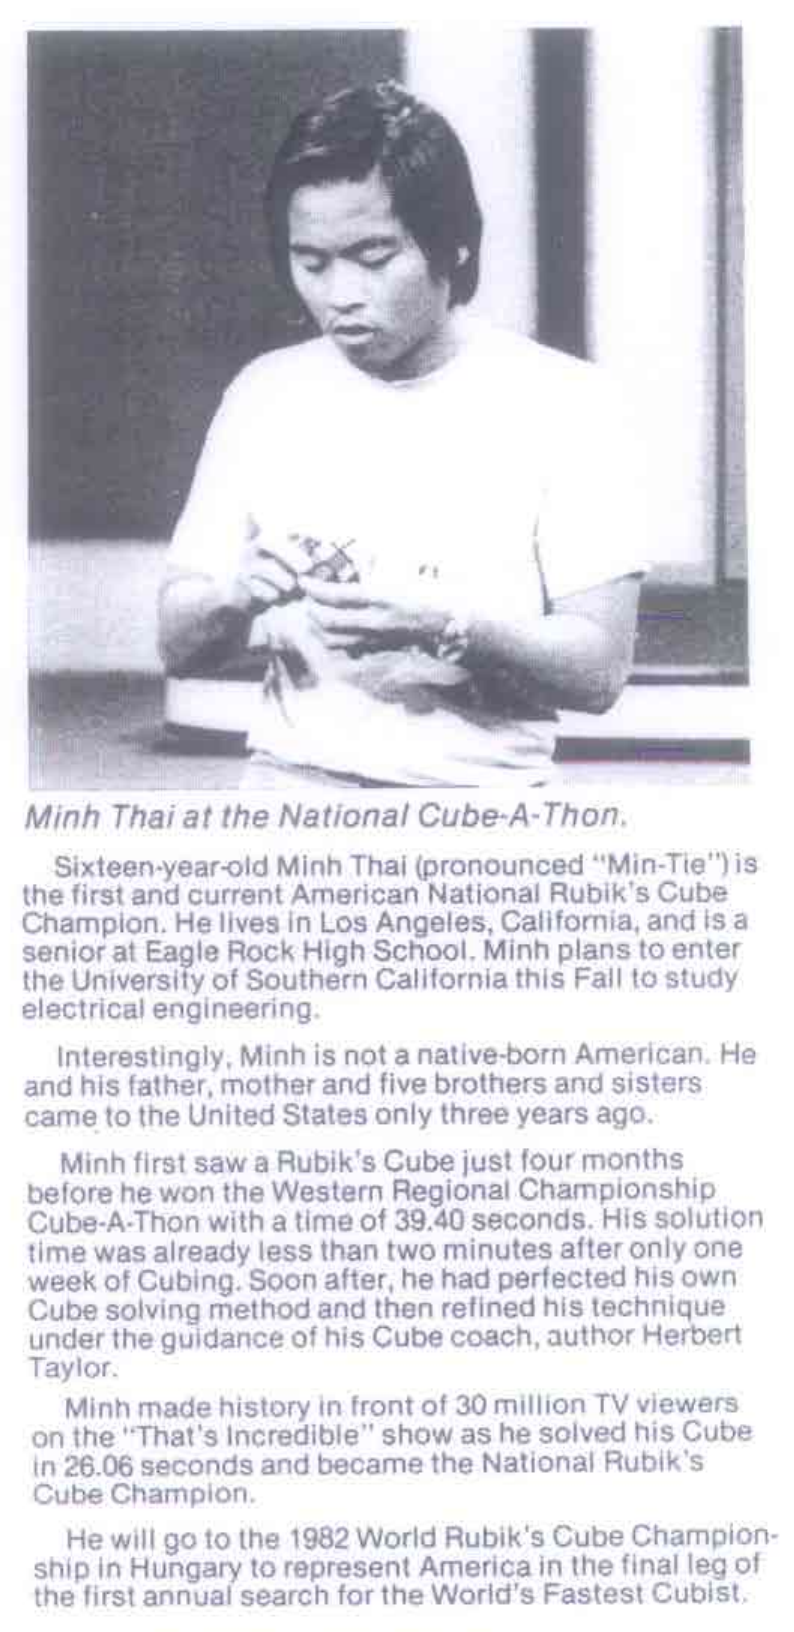 Minh Thai at the National Cube-A-Thon.
Sixteen-year-old Minh Thai (pronounced "Min-Tie") is
the first and current American National Rubik's Cube
Champion. He lives in Los Angeles, California, and is a
senior at Eagle Rock High School. Minh plans to enter
the University of Southern California this Fall to study
electrical engineering.
Interestingly, Minh is not a native-born American. He
and his father, mother and five brothers and sisters
came to the United States only three years ago.
Minh first saw a Rubik's Cube just four months
before he won the Western Regional Championship
Cube-A-Thon with a time of 39.40 seconds. His solution
time was already less than two minutes after only one
week of Cubing. Soon after, he had perfected his own
Cube solving method and then refined his technique
under the guidance of his Cube coach, author Herbert
Taylor.
Minh made history in front of 30 million TV viewers
on the "That's Incredible" show as he solved his Cube
in 26.06 seconds and became the National Rubik's
Cube Champion.
He will go to the 1982 World Rubik's Cube Champion-
ship in Hungary to represent America in the final leg of
the first annual search for the World's Fastest Cubist.